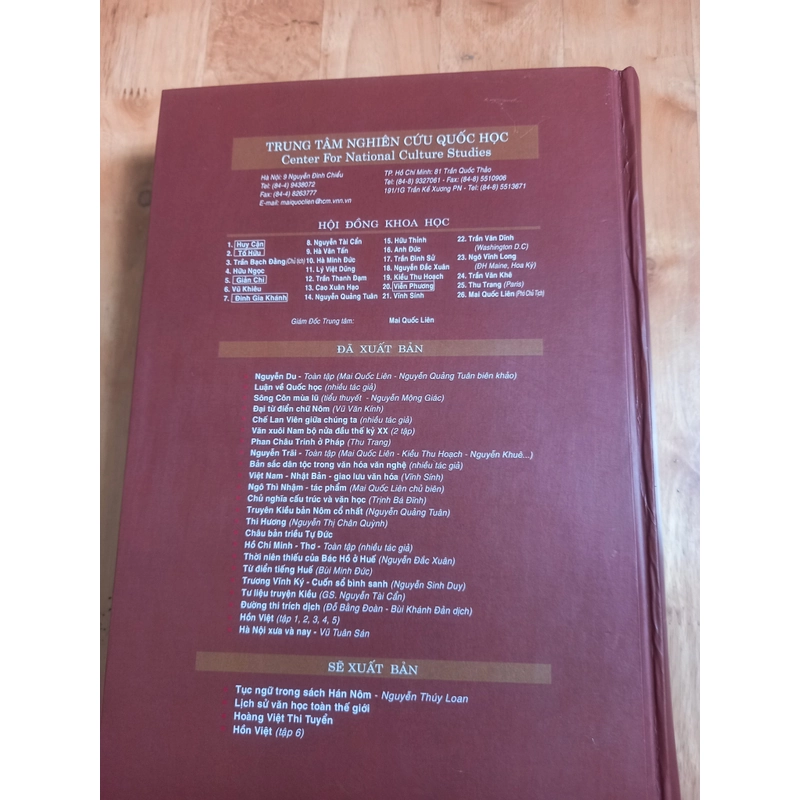 TRUNG TÂM NGHIÊN CỨU QUỐC HỌC
Center For National Culture Studies
Hà Nội: 9 Nguyễn Đình Chiểu
Tel: (84-4) 9438072
Fax: (84-4) 8263777
E-mail: maiquoclien@hcm.vnn.vn
TP. Hồ Chí Minh: 81 Trần Quốc Thảo
Tel: (84-8) 9327061 - Fax: (84-8) 5510906
191/1G Trần Kế Xương PN - Tel: (84-8) 5513671
HỘI ĐỒNG KHOA HỌC
1. Huy Cận
2. Tố Hữu
3. Trần Bạch Đằng (Chủ tịch)
4. Hữu Ngọc
5. Giản Chi
6. Vũ Khiêu
7. Đinh Gia Khánh
8. Nguyễn Tài Cẩn
9. Hà Văn Tấn
10. Hà Minh Đức
11. Lý Việt Dũng
12. Trần Thanh Đạm
13. Cao Xuân Hạo
14. Nguyễn Quảng Tuân
15. Hữu Thỉnh
16. Anh Đức
17. Trần Đình Sử
18. Nguyễn Đắc Xuân
19. Kiều Thu Hoạch
20. Viễn Phương
21. Vĩnh Sính
22. Trần Văn Dĩnh
(Washington D.C)
23. Ngô Vĩnh Long
(ĐH Maine, Hoa Kỳ)
24. Trần Văn Khê
25. Thu Trang (Paris)
26. Mai Quốc Liên (Phó Chủ Tịch)
Giám Đốc Trung tâm: Mai Quốc Liên
ĐÃ XUẤT BẢN
Nguyễn Du - Toàn tập (Mai Quốc Liên - Nguyễn Quảng Tuân biên khảo)
Luận về Quốc học (nhiều tác giả)
Sông Côn mùa lũ (tiểu thuyết - Nguyễn Mộng Giác)
Đại từ điển chữ Nôm (Vũ Văn Kính)
Chế Lan Viên giữa chúng ta (nhiều tác giả)
Văn xuôi Nam bộ nửa đầu thế kỷ XX (2 tập)
Phan Châu Trinh ở Pháp (Thu Trang)
Nguyễn Trãi - Toàn tập (Mai Quốc Liên - Kiều Thu Hoạch - Nguyễn Khuê...)
Bản sắc dân tộc trong văn hóa văn nghệ (nhiều tác giả)
Việt Nam - Nhật Bản - giao lưu văn hóa (Vĩnh Sính)
Ngô Thì Nhậm - tác phẩm (Mai Quốc Liên chủ biên)
Chủ nghĩa cấu trúc và văn học (Trịnh Bá Đĩnh)
Truyện Kiều bản Nôm cổ nhất (Nguyễn Quảng Tuân)
Thi Hương (Nguyễn Thị Chân Quỳnh)
Châu bản triều Tự Đức
Hồ Chí Minh - Thơ - Toàn tập (nhiều tác giả)
Thời niên thiếu của Bác Hồ ở Huế (Nguyễn Đắc Xuân)
Từ điển tiếng Huế (Bùi Minh Đức)
Trương Vĩnh Ký - Cuốn sổ bình sanh (Nguyễn Sinh Duy)
Tư liệu truyện Kiều (GS. Nguyễn Tài Cẩn)
Đường thi trích dịch (Đỗ Bằng Đoàn - Bùi Khánh Đản dịch)
Hồn Việt (tập 1, 2, 3, 4, 5)
Hà Nội xưa và nay - Vũ Tuân Sán
SẼ XUẤT BẢN
Tục ngữ trong sách Hán Nôm - Nguyễn Thúy Loan
Lịch sử văn học toàn thế giới
Hoàng Việt Thi Tuyển
Hồn Việt (tập 6)